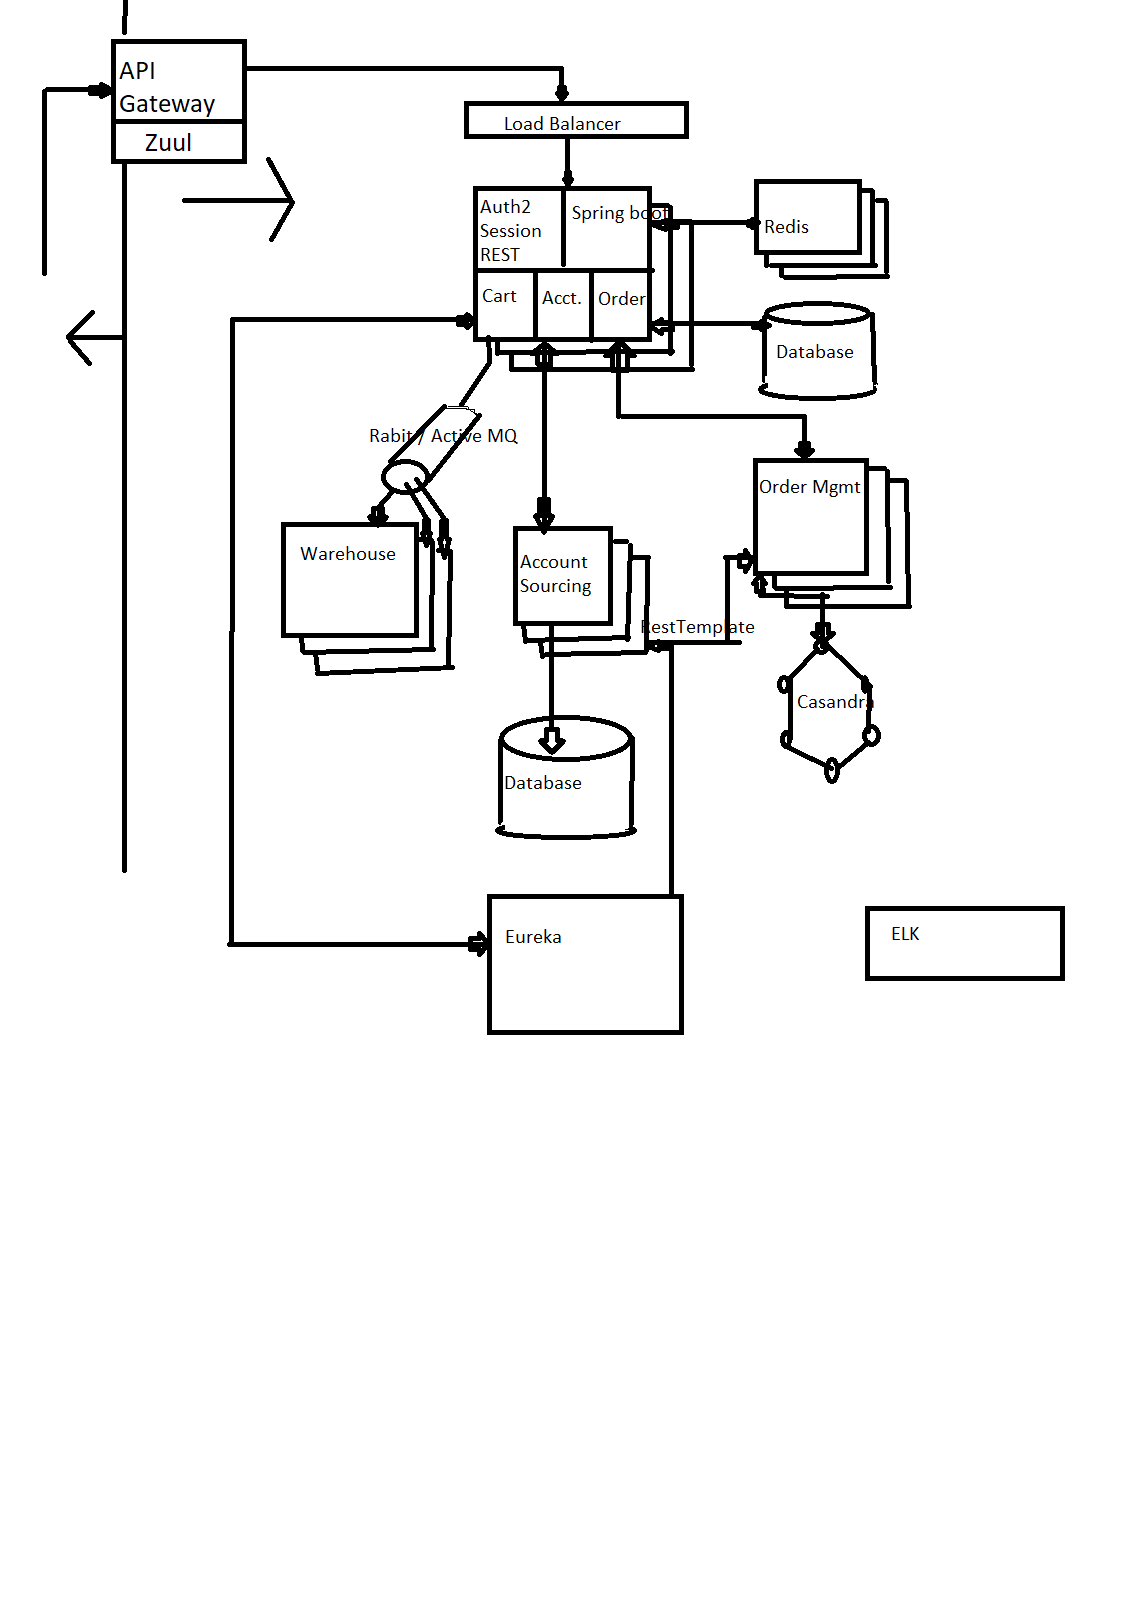 API
Gateway
Zuul
Load Balancer
Auth2
Session
REST
Spring boot
Redis
Cart
Acct.
Order
Database
Rabit / Active MQ
Order Mgmt
Warehouse
Account
Sourcing
RestTemplate
Casandra
Database
Eureka
ELK